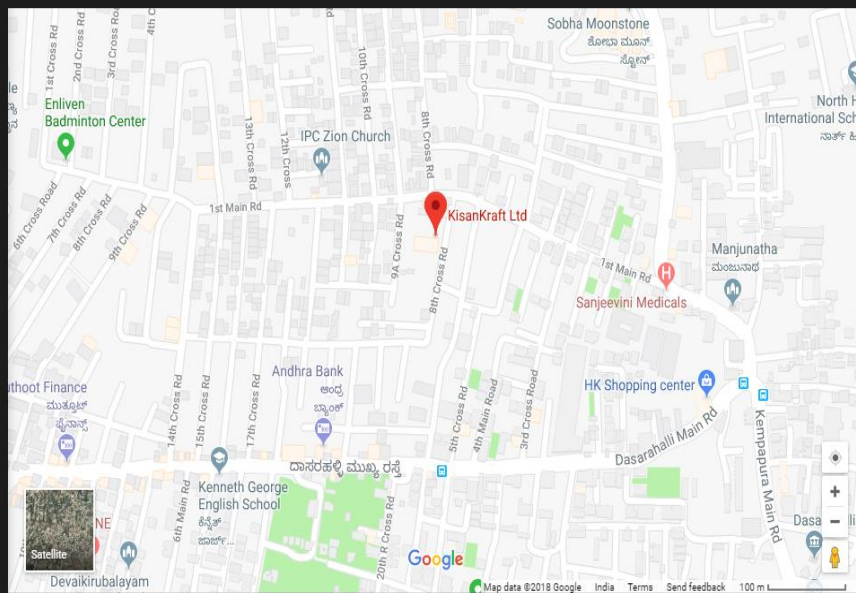 Sobha Moonstone
ಶೋಭಾ ಮೂನ್
ಸ್ಟೋನ್
4th
1st Cross Rd
2nd Cross Rd
3rd Cross Rd
10th Cross Rd
8th Cross Rd
Enliven
Badminton Center
North
International
13th Cross Rd
12th Cross
IPC Zion Church
1st Main Rd
KisanKraft Ltd
6th Cross Road
7th Cross Rd
8th Cross Rd
9th Cross Rd
9A Cross Rd
8th Cross Rd
1st Main Rd
Manjunatha
ಮಂಜುನಾಥ
Sanjeevini Medicals
Andhra Bank
ಆಂಧ್ರ
ಬ್ಯಾಂಕ್
Finance
ಮುತ್ತೂಟ್
ಫೈನಾನ್ಸ್
HK Shopping center
14th Cross Rd
15th Cross Rd
17th Cross Rd
5th Cross Rd
4th Main Road
3rd Cross Road
Dasarahalli Main Rd
Kempapura Main Rd
ದಾಸರಹಳ್ಳಿ ಮುಖ್ಯ ರಸ್ತೆ
Kenneth George
English School
ಕೆನ್ನೆತ್
ಜಾರ್ಜ್...
6th Main Rd
20th R Cross Rd
Satellite
Devaikirubalayam
Google
Map data ©2018 Google India Terms Send feedback 100 m